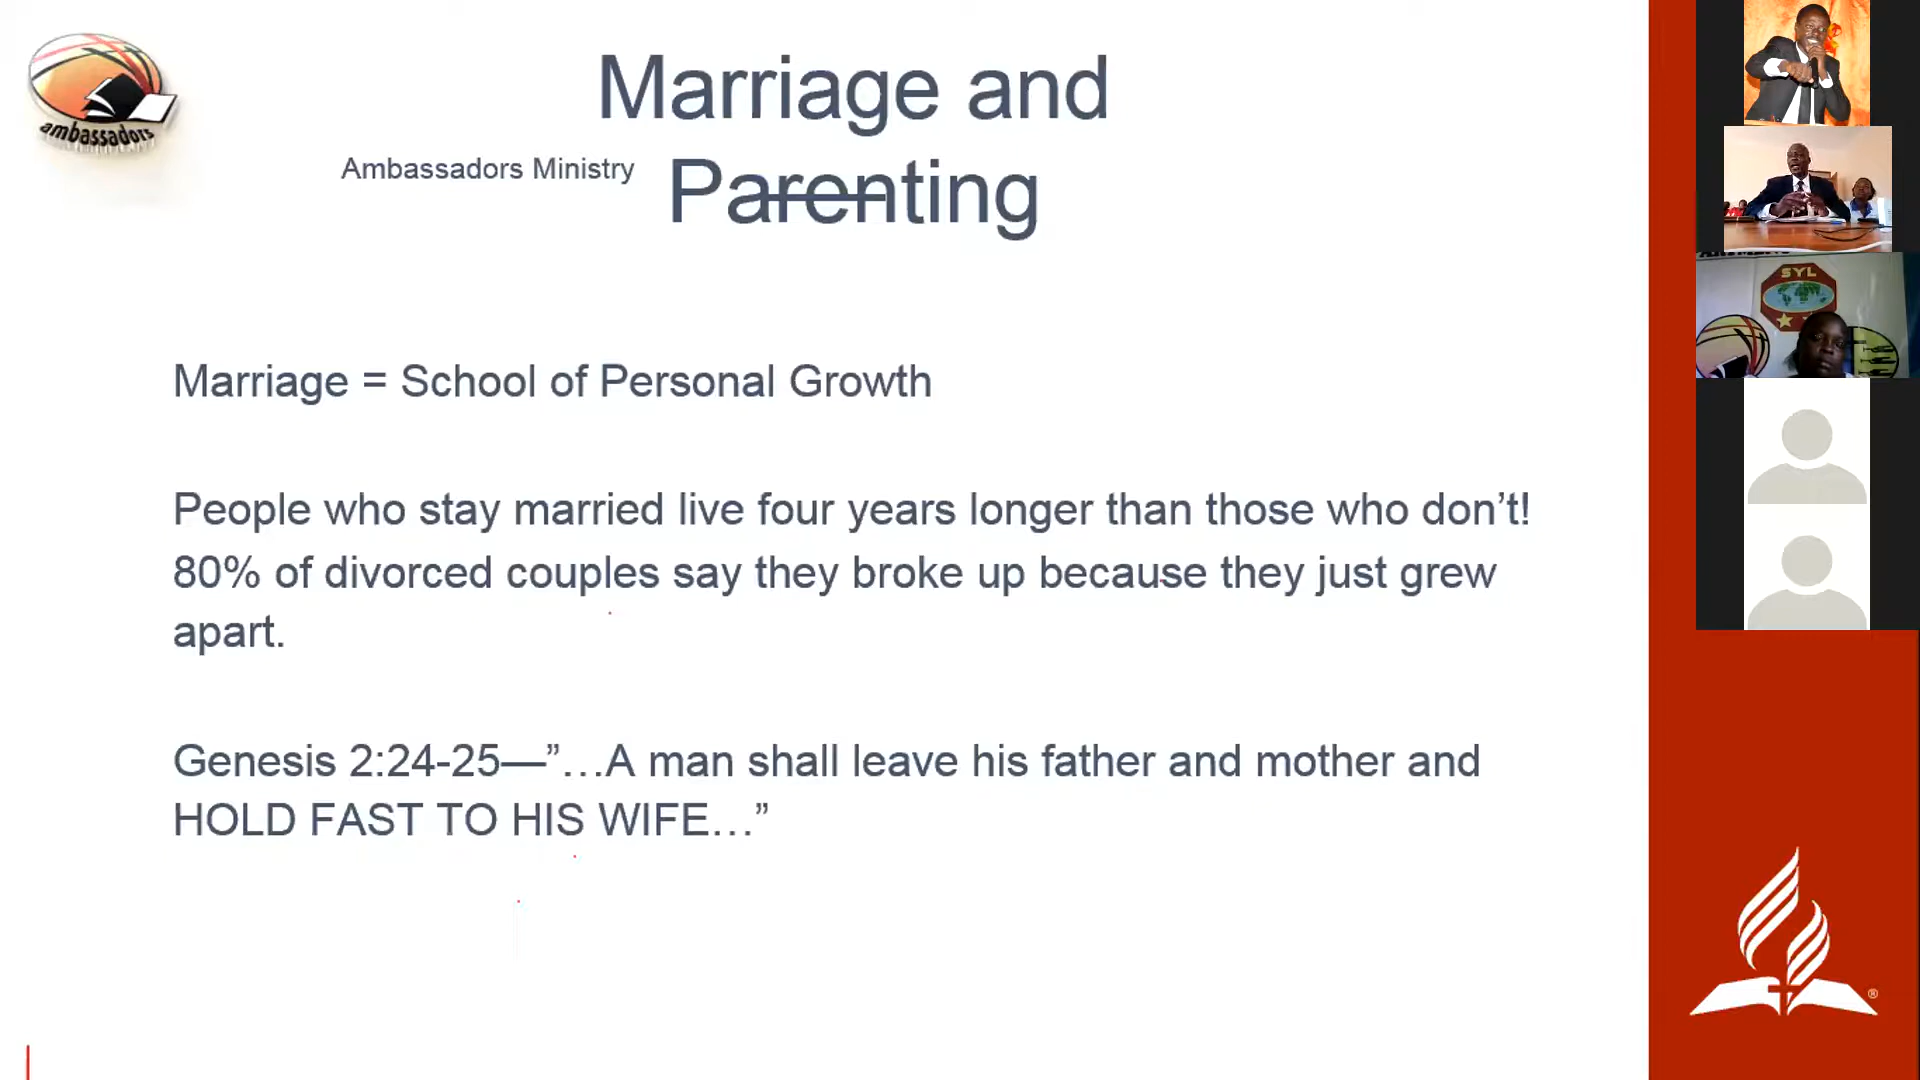 ambassadors
Marriage and
Ambassadors Ministry
Parenting
Marriage = School of Personal Growth
People who stay married live four years longer than those who don’t!
80% of divorced couples say they broke up because they just grew
apart.
Genesis 2:24-25—”…A man shall leave his father and mother and
HOLD FAST TO HIS WIFE…”
SYL
®